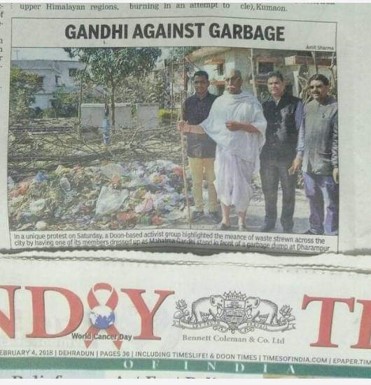 upper Himalayan regions,
burning in an attempt to
cle), Kumaon.
GANDHI AGAINST GARBAGE
Amit Sharma
In a unique protest on Saturday, a Doon-based activist group highlighted the meance of waste strewn across the
city by having one of its members dressed up as Mahatma Gandhi stand in front of a garbage dump at Dharampur
ND Y TI
World Cancer Day
Bennett Coleman & Co. Ltd
EBRUARY 4, 2018 | DEHRADUN | PAGES 36 | INCLUDING TIMESLIFE! & DOON TIMES | TIMESOFINDIA.COM | EPAPER.TIM
OF INDIA